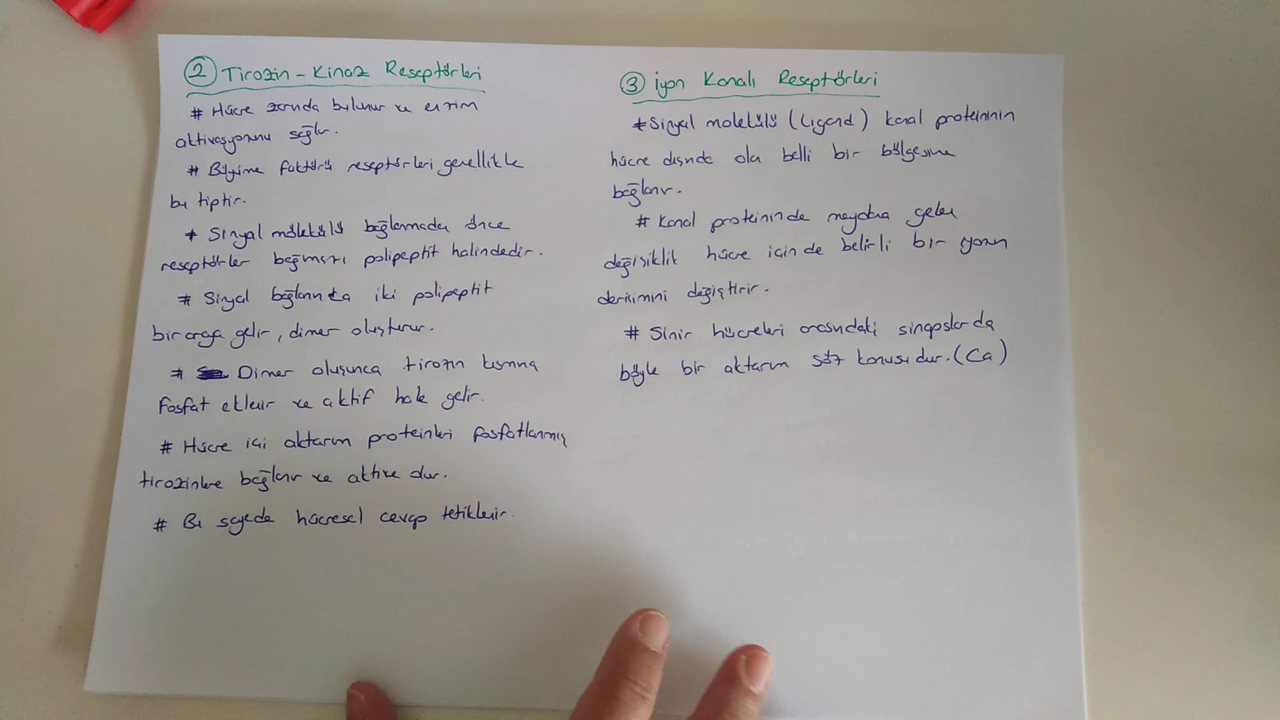 2 Tirozin-Kinaz Reseptörleri
# Hücre zarında bulunur ve enzim
aktivasyonunu sağlar.
# Büyüme faktörü reseptörleri genellikle
bu tiptir.
# Sinyal molekülü bağlanmadan önce
reseptörler bağımsız polipeptit halindedir.
# Sinyal bağlanınca iki polipeptit
bir araya gelir, dimer oluşturur.
# Dimer oluşunca tirozin kısmına
fosfat eklenir ve aktif hale gelir.
# Hücre içi aktarım proteinleri fosfatlanmış
tirozinlere bağlanır ve aktive olur.
# Bu sayede hücresel cevap tetiklenir.
3 İyon Kanalı Reseptörleri
# Sinyal molekülü (Ligand) kanal proteininin
hücre dışında olan belli bir bölgesine
bağlanır.
# Kanal proteininde meydana gelen
değişiklik hücre içinde belirli bir iyonun
derişimini değiştirir.
# Sinir hücreleri arasındaki sinapslarda
böyle bir aktarım söz konusudur. (Ca)